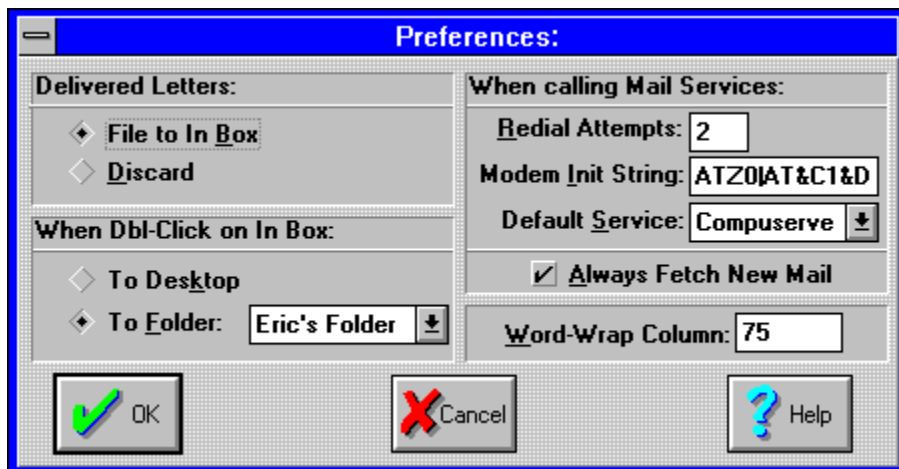 Preferences:
Delivered Letters:
File to In Box
Discard
When Dbl-Click on In Box:
To Desktop
To Folder: Eric's Folder
When calling Mail Services:
Redial Attempts: 2
Modem Init String: ATZ0|AT&C1&D
Default Service: Compuserve
Always Fetch New Mail
Word-Wrap Column: 75
OK
Cancel
Help